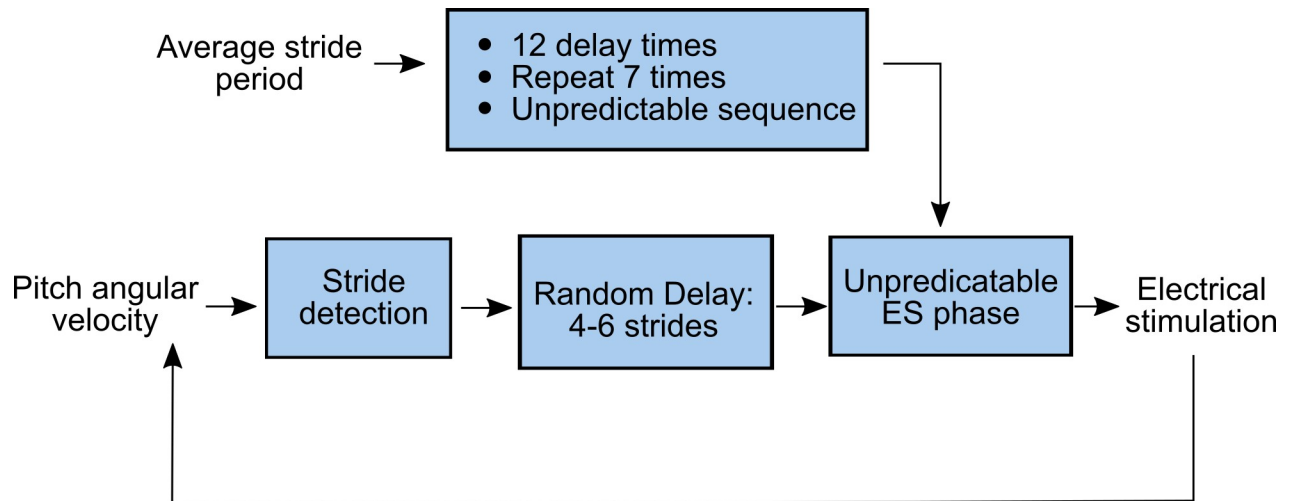 Average stride
period
• 12 delay times
• Repeat 7 times
• Unpredictable sequence
Pitch angular
velocity
Stride
detection
Random Delay:
4-6 strides
Unpredicatable
ES phase
Electrical
stimulation